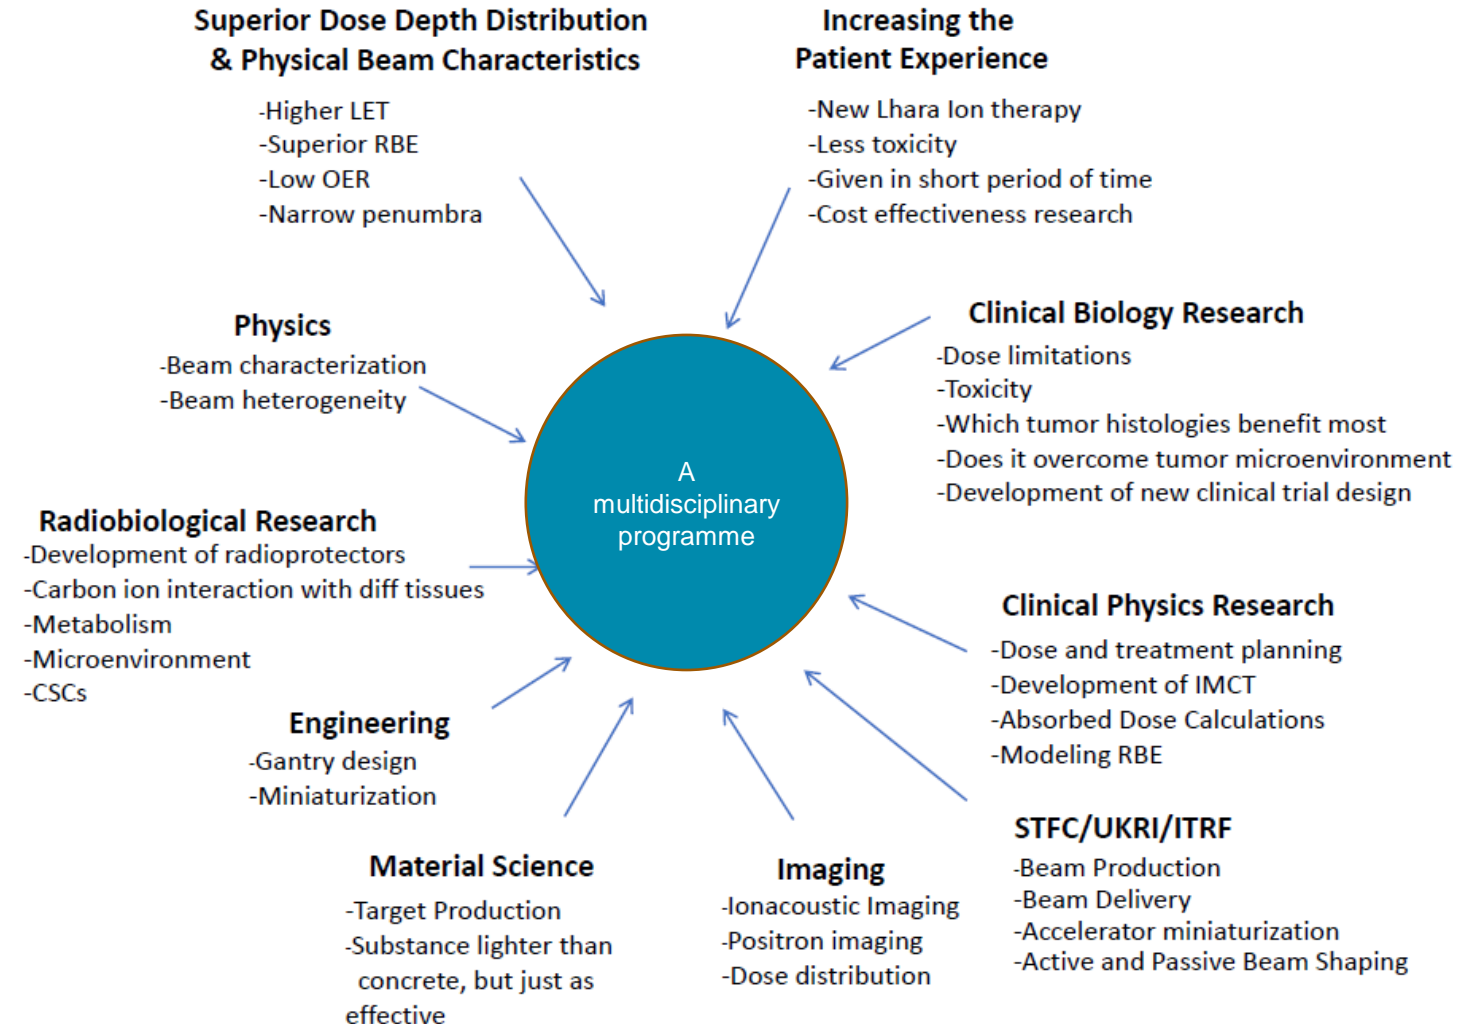 Superior Dose Depth Distribution
& Physical Beam Characteristics
-Higher LET
-Superior RBE
-Low OER
-Narrow penumbra
Increasing the
Patient Experience
-New Lhara Ion therapy
-Less toxicity
-Given in short period of time
-Cost effectiveness research
Physics
-Beam characterization
-Beam heterogeneity
Clinical Biology Research
-Dose limitations
-Toxicity
-Which tumor histologies benefit most
-Does it overcome tumor microenvironment
-Development of new clinical trial design
A
multidisciplinary
programme
Radiobiological Research
-Development of radioprotectors
-Carbon ion interaction with diff tissues
-Metabolism
-Microenvironment
-CSCs
Clinical Physics Research
-Dose and treatment planning
-Development of IMCT
-Absorbed Dose Calculations
-Modeling RBE
Engineering
-Gantry design
-Miniaturization
Material Science
-Target Production
-Substance lighter than
concrete, but just as
effective
Imaging
-Ionacoustic Imaging
-Positron imaging
-Dose distribution
STFC/UKRI/ITRF
-Beam Production
-Beam Delivery
-Accelerator miniaturization
-Active and Passive Beam Shaping